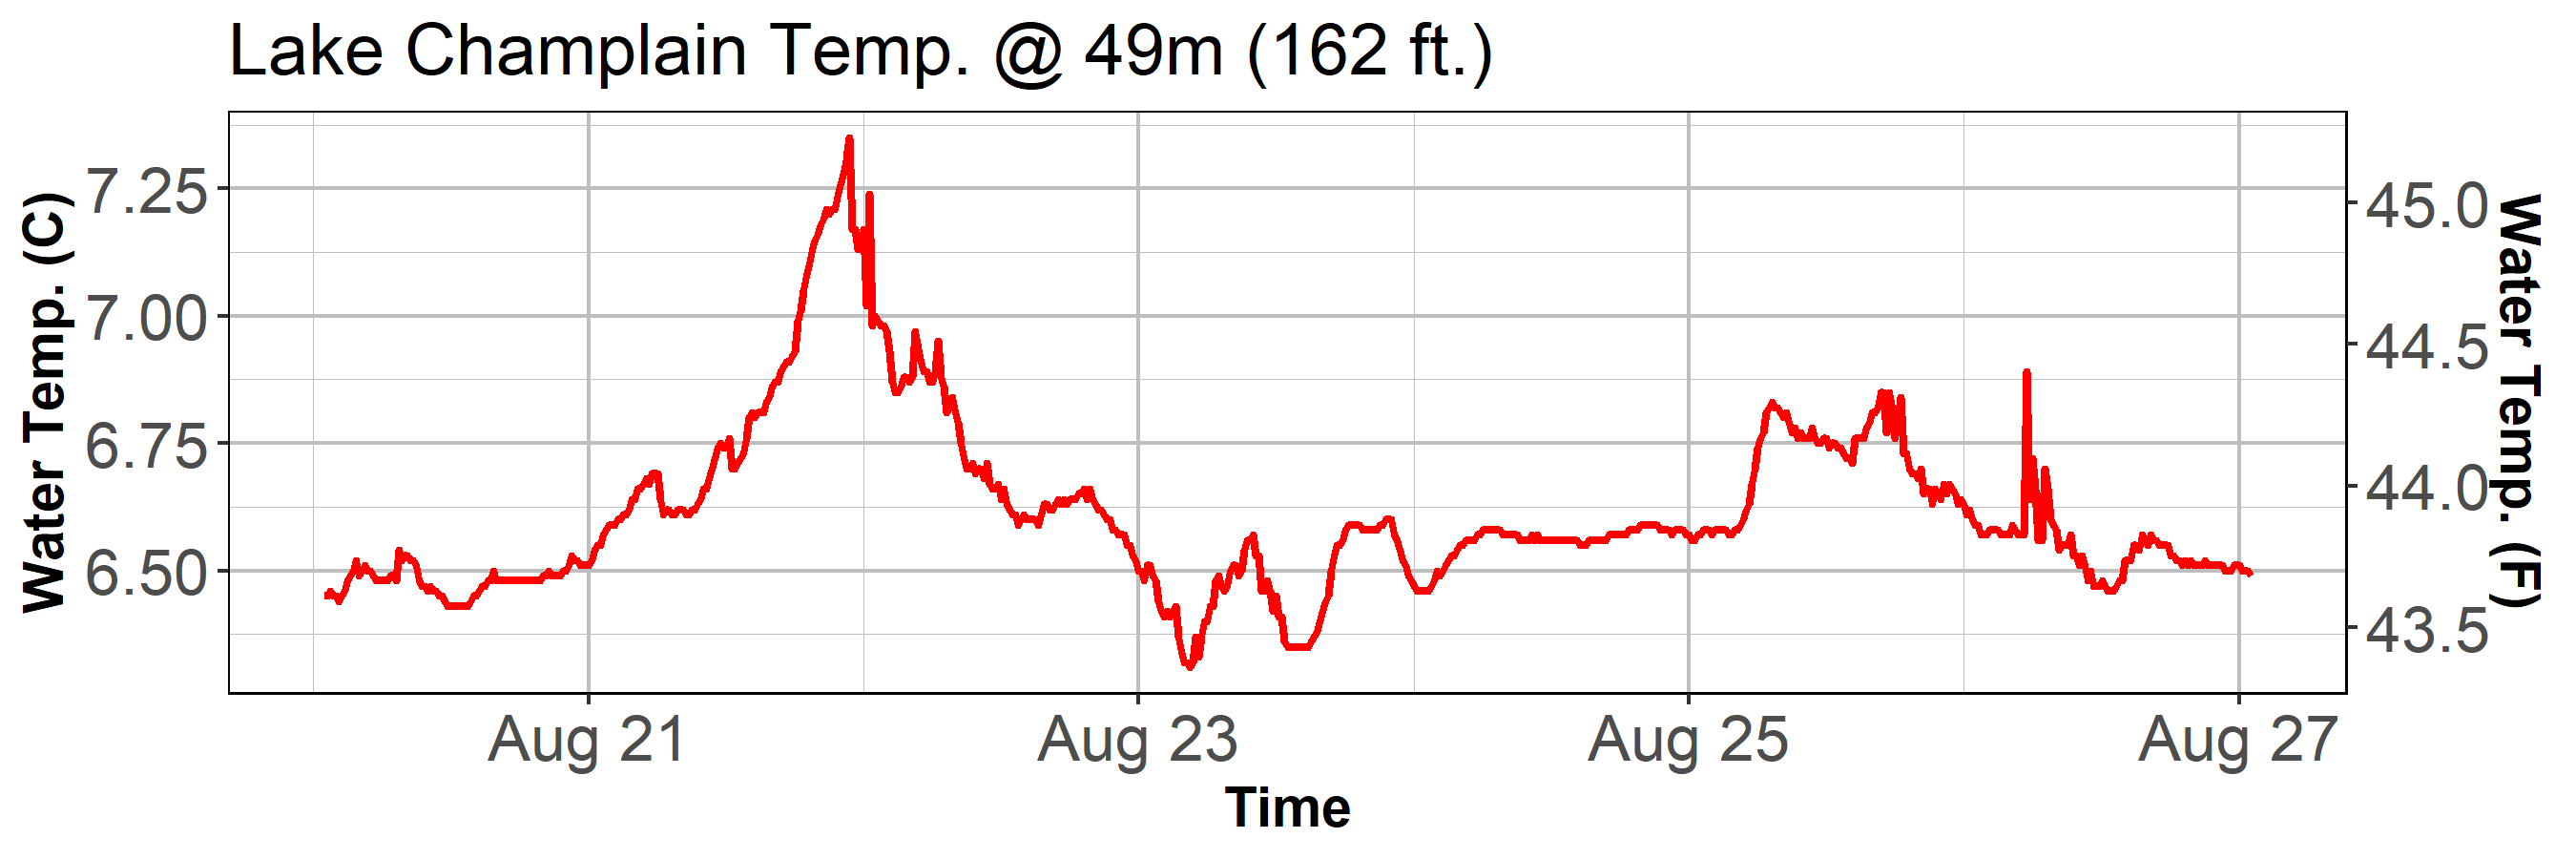 Lake Champlain Temp. @ 49m (162 ft.)
Water Temp. (C)
7.25
7.00
6.75
6.50
45.0
44.5
44.0
43.5
Water Temp. (F)
Aug 21 Aug 23 Aug 25 Aug 27
Time